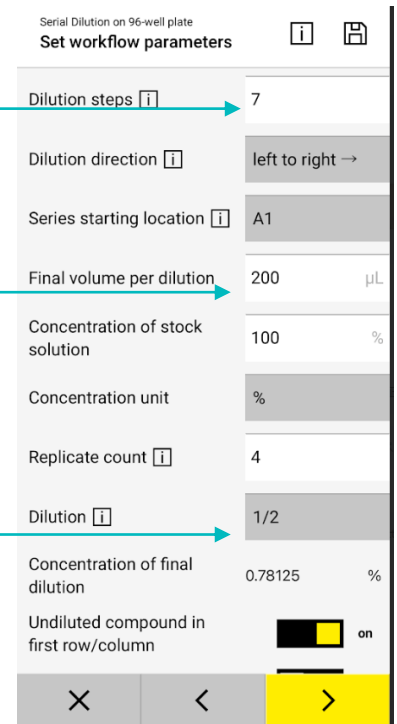 Serial Dilution on 96-well plate
Set workflow parameters
i
Dilution steps i 7
Dilution direction i left to right →
Series starting location i A1
Final volume per dilution 200 µL
Concentration of stock
solution 100 %
Concentration unit %
Replicate count i 4
Dilution i 1/2
Concentration of final
dilution 0.78125 %
Undiluted compound in
first row/column on